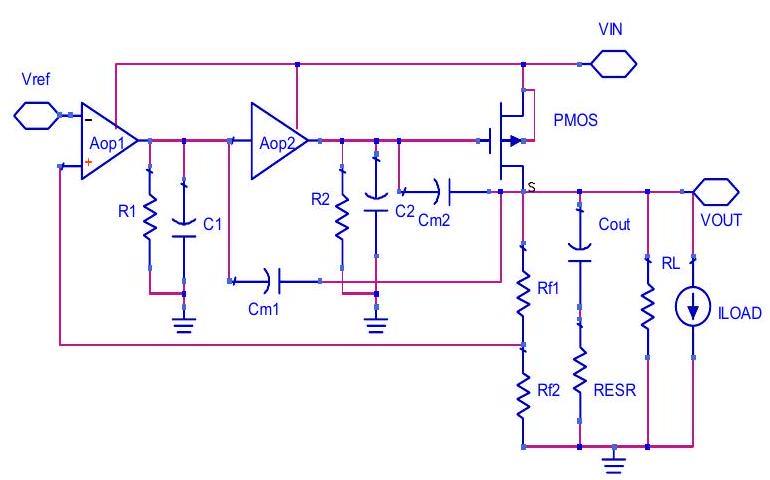 VIN
Vref
-
Aop1
+
Aop2
PMOS
S
R1
C1
R2
C2
Cm2
Cout
VOUT
RL
Cm1
Rf1
ILOAD
Rf2
RESR